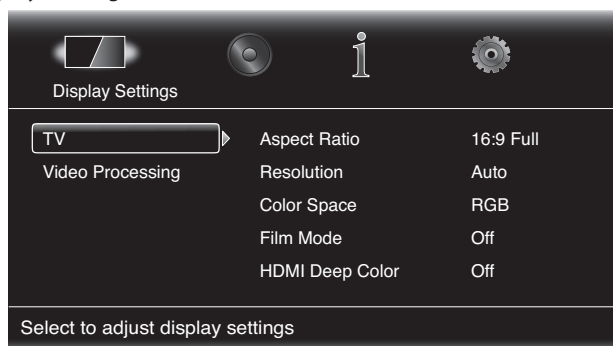 Display Settings
TV Aspect Ratio 16:9 Full
Video Processing Resolution Auto
Color Space RGB
Film Mode Off
HDMI Deep Color Off
Select to adjust display settings